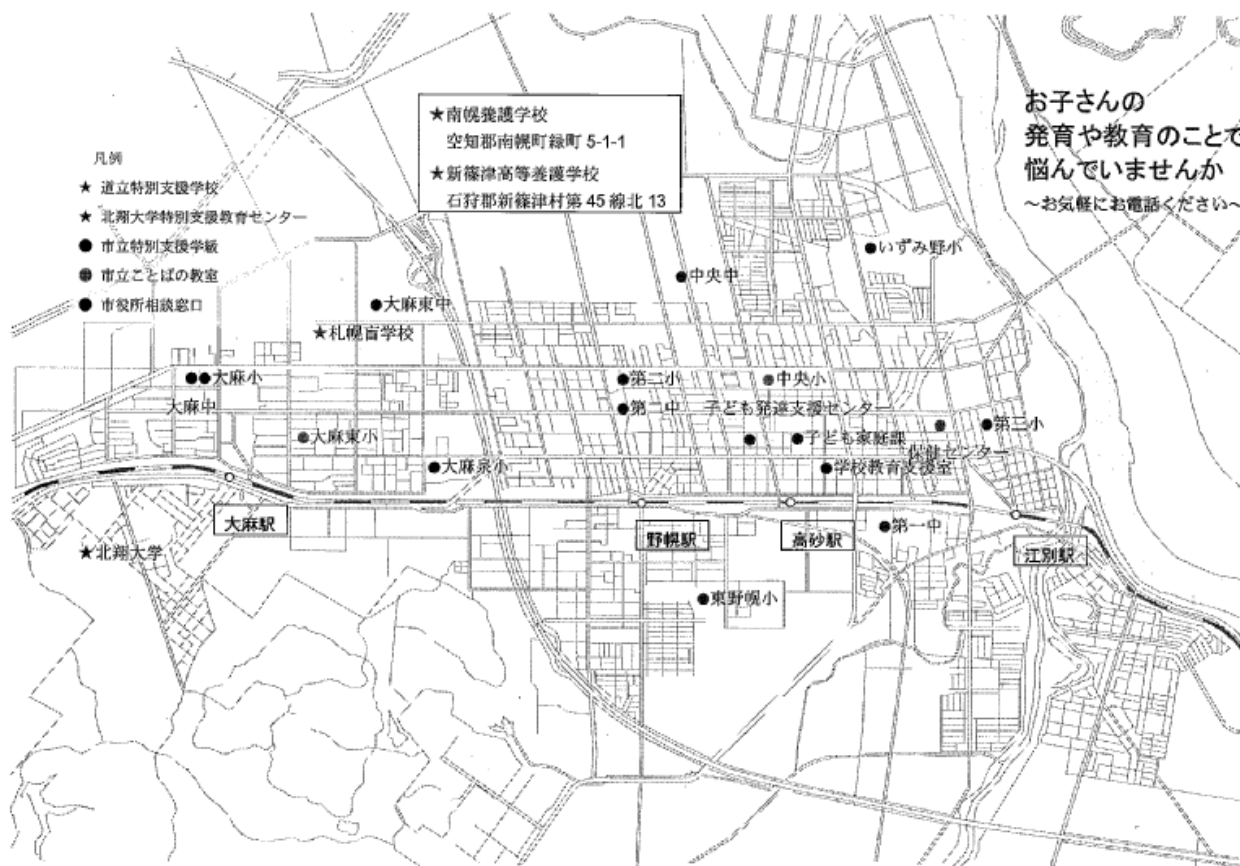 お子さんの
発育や教育のことで
悩んでいませんか
～お気軽にお電話ください～
★南幌養護学校
空知郡南幌町緑町 5-1-1
★新篠津高等養護学校
石狩郡新篠津村第 45 線北 13
凡例
★ 道立特別支援学校
★ 北翔大学特別支援教育センター
● 市立特別支援学級
● 市立ことばの教室
● 市役所相談窓口
●いずみ野小
●中央中
●大麻東中
★札幌盲学校
●●大麻小
●第二小
●中央小
大麻中
●第二中
子ども発達支援センター
●第三小
●大麻東小
●子ども家庭課
保健センター
●大麻泉小
●学校教育支援室
大麻駅
野幌駅
高砂駅
●第一中
江別駅
★北翔大学
●東野幌小